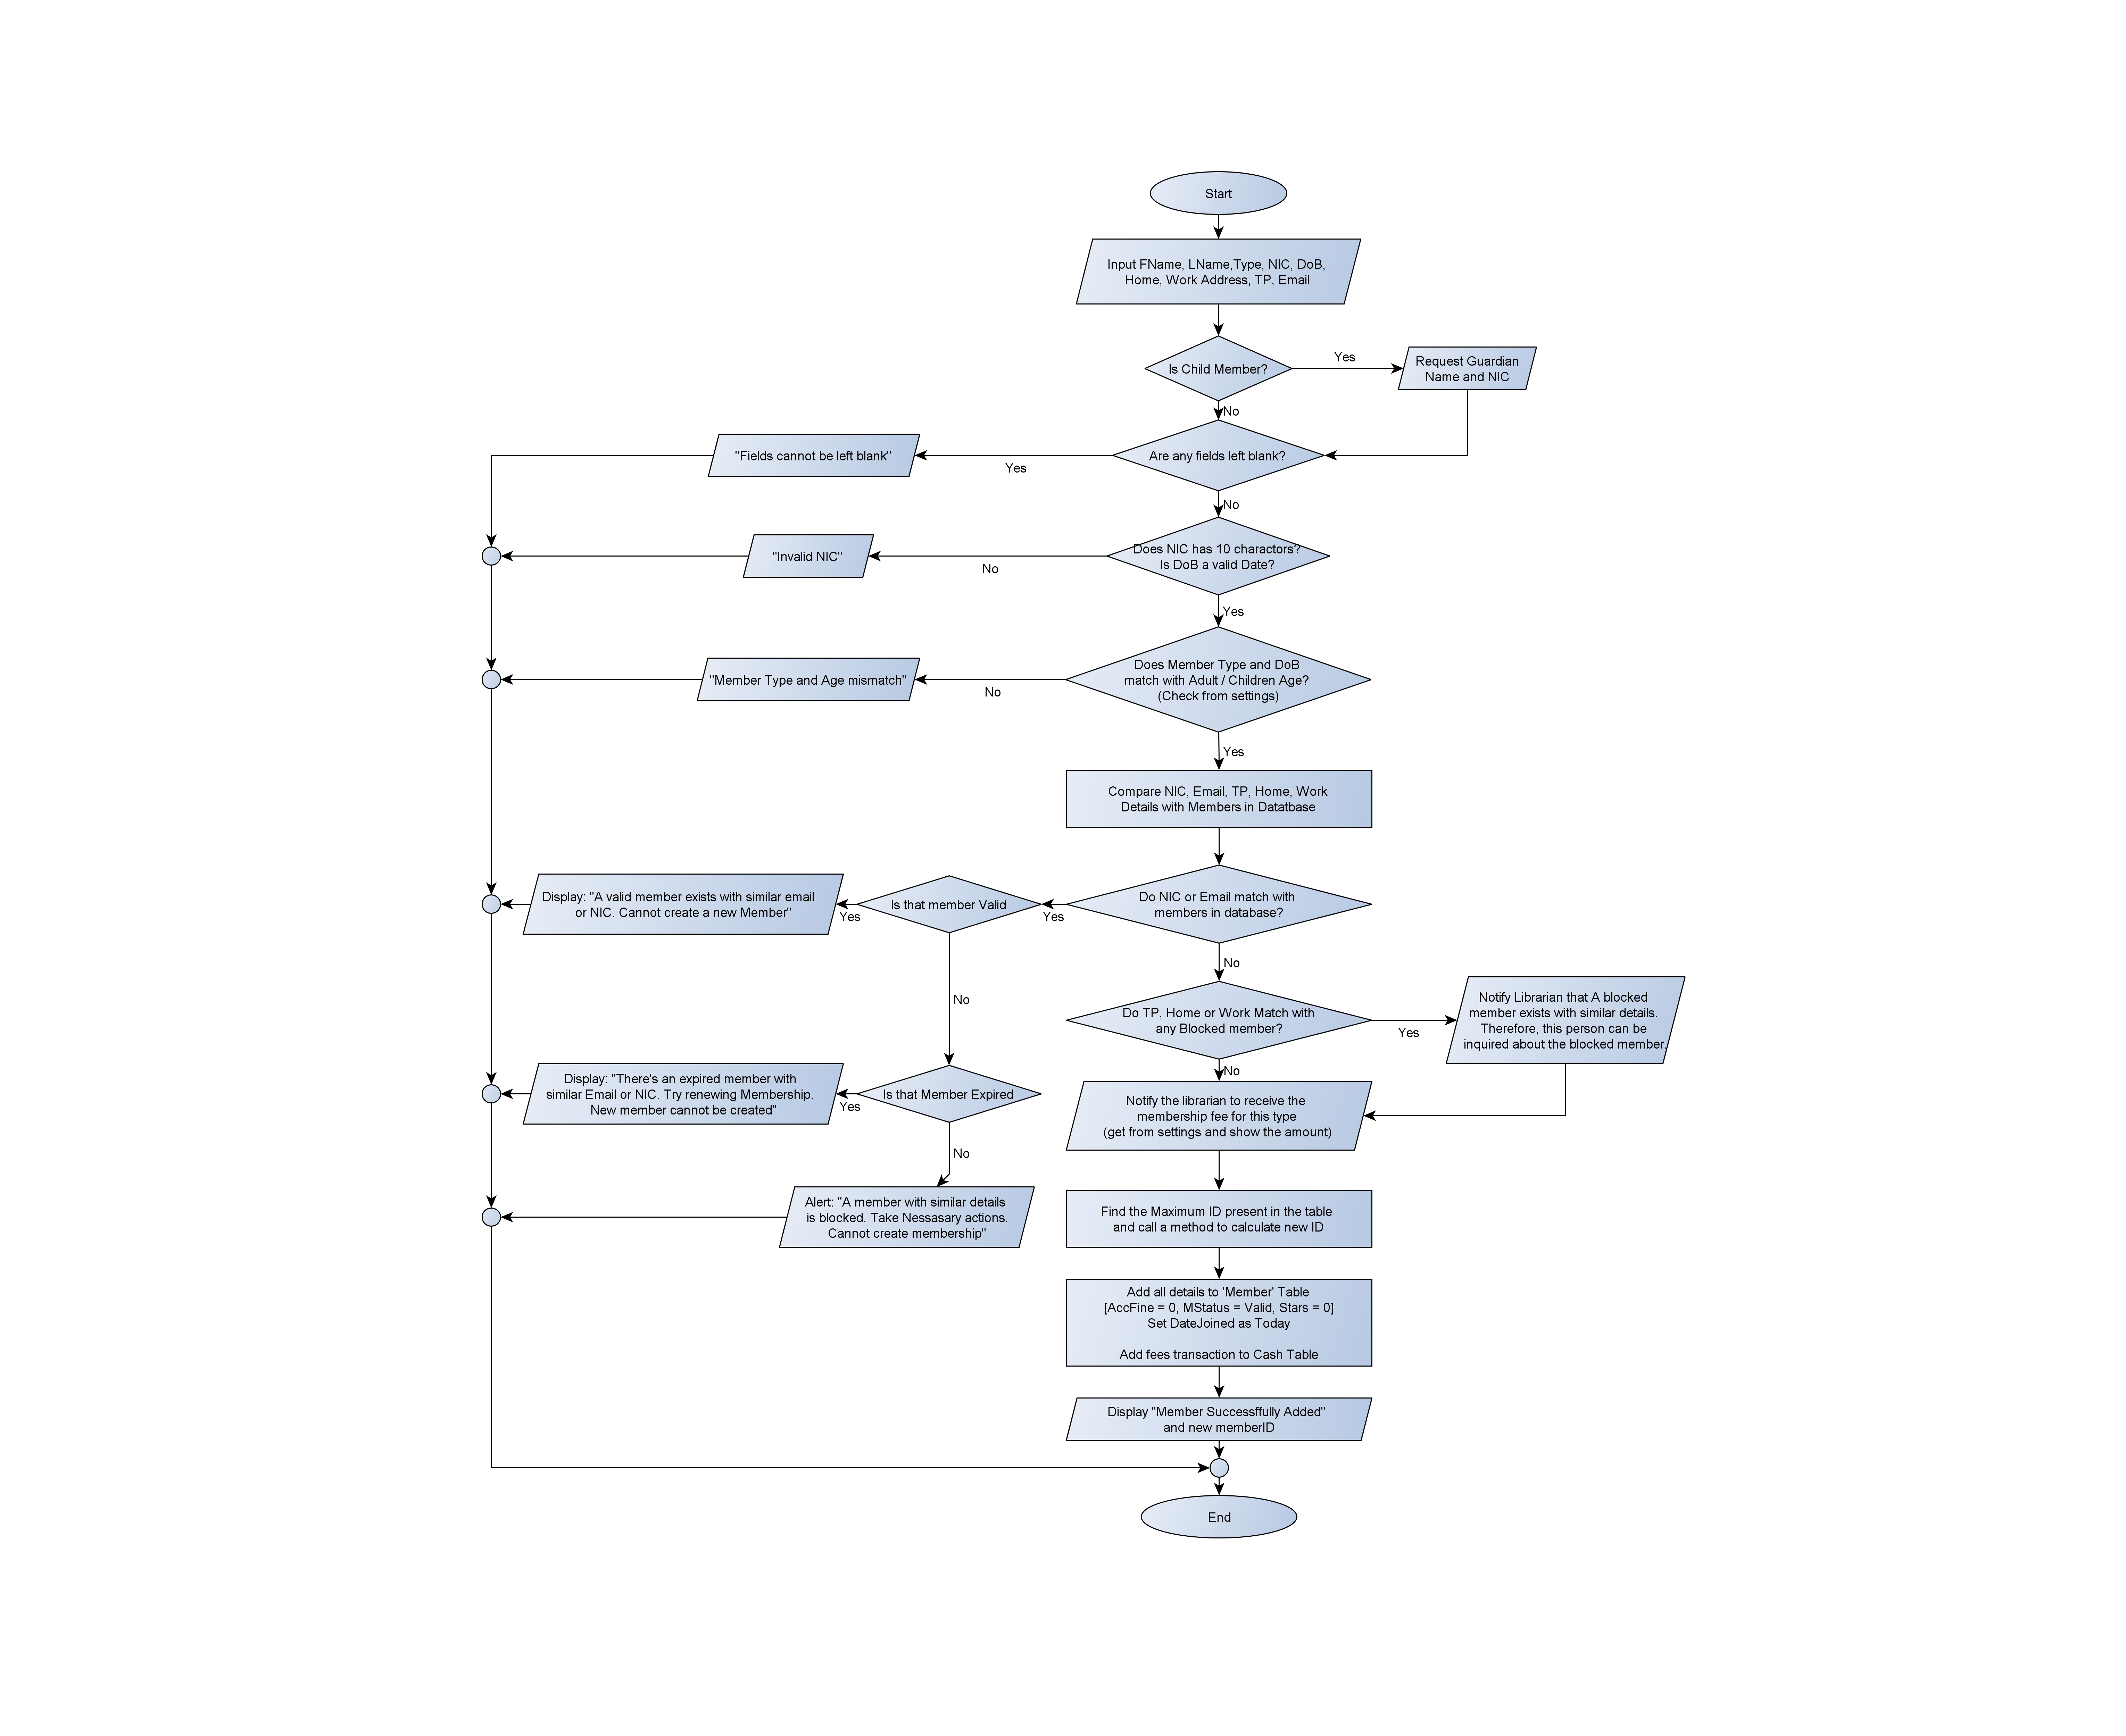 Start
Input FName, LName,Type, NIC, DoB,
Home, Work Address, TP, Email
Is Child Member?
Yes
Request Guardian
Name and NIC
No
Are any fields left blank?
Yes
"Fields cannot be left blank"
No
Does NIC has 10 charactors?
Is DoB a valid Date?
No
"Invalid NIC"
Yes
Does Member Type and DoB
match with Adult / Children Age?
(Check from settings)
No
"Member Type and Age mismatch"
Yes
Compare NIC, Email, TP, Home, Work
Details with Members in Datatbase
Do NIC or Email match with
members in database?
Yes
Is that member Valid
Yes
Display: "A valid member exists with similar email
or NIC. Cannot create a new Member"
No
No
Do TP, Home or Work Match with
any Blocked member?
Yes
Notify Librarian that A blocked
member exists with similar details.
Therefore, this person can be
inquired about the blocked member.
No
Is that Member Expired
Yes
Display: "There's an expired member with
similar Email or NIC. Try renewing Membership.
New member cannot be created"
No
Alert: "A member with similar details
is blocked. Take Nessasary actions.
Cannot create membership"
Notify the librarian to receive the
membership fee for this type
(get from settings and show the amount)
Find the Maximum ID present in the table
and call a method to calculate new ID
Add all details to 'Member' Table
[AccFine = 0, MStatus = Valid, Stars = 0]
Set DateJoined as Today
Add fees transaction to Cash Table
Display "Member Successffully Added"
and new memberID
End